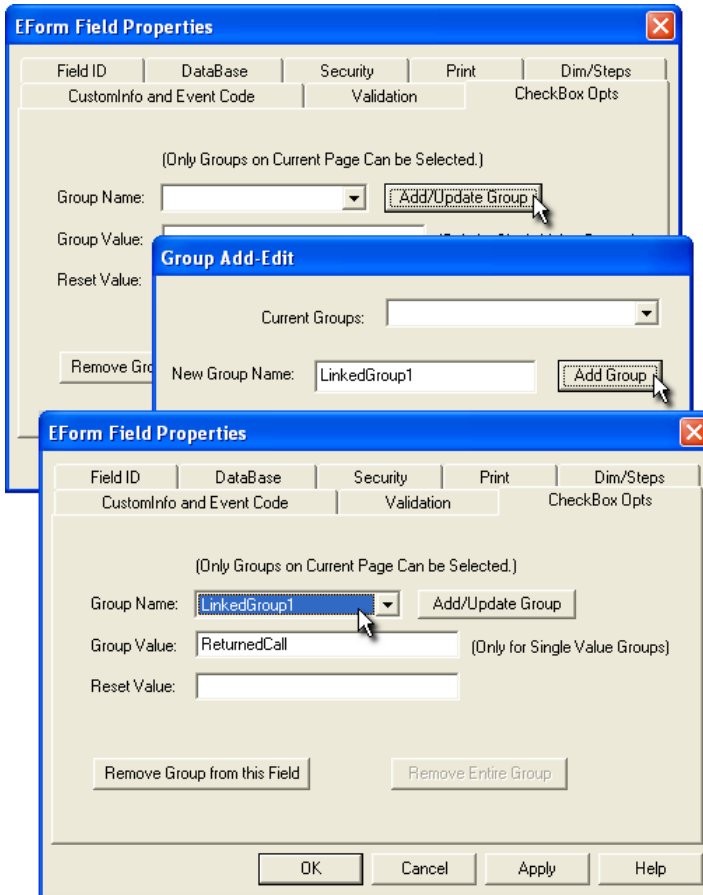 EForm Field Properties
Field ID DataBase Security Print Dim/Steps
CustomInfo and Event Code Validation CheckBox Opts
(Only Groups on Current Page Can be Selected.)
Group Name: Add/Update Group
Group Value:
Reset Value:
Remove
Group Add-Edit
Current Groups:
New Group Name: LinkedGroup1 Add Group
EForm Field Properties
Field ID DataBase Security Print Dim/Steps
CustomInfo and Event Code Validation CheckBox Opts
(Only Groups on Current Page Can be Selected.)
Group Name: LinkedGroup1 Add/Update Group
Group Value: ReturnedCall (Only for Single Value Groups)
Reset Value:
Remove Group from this Field Remove Entire Group
OK Cancel Apply Help